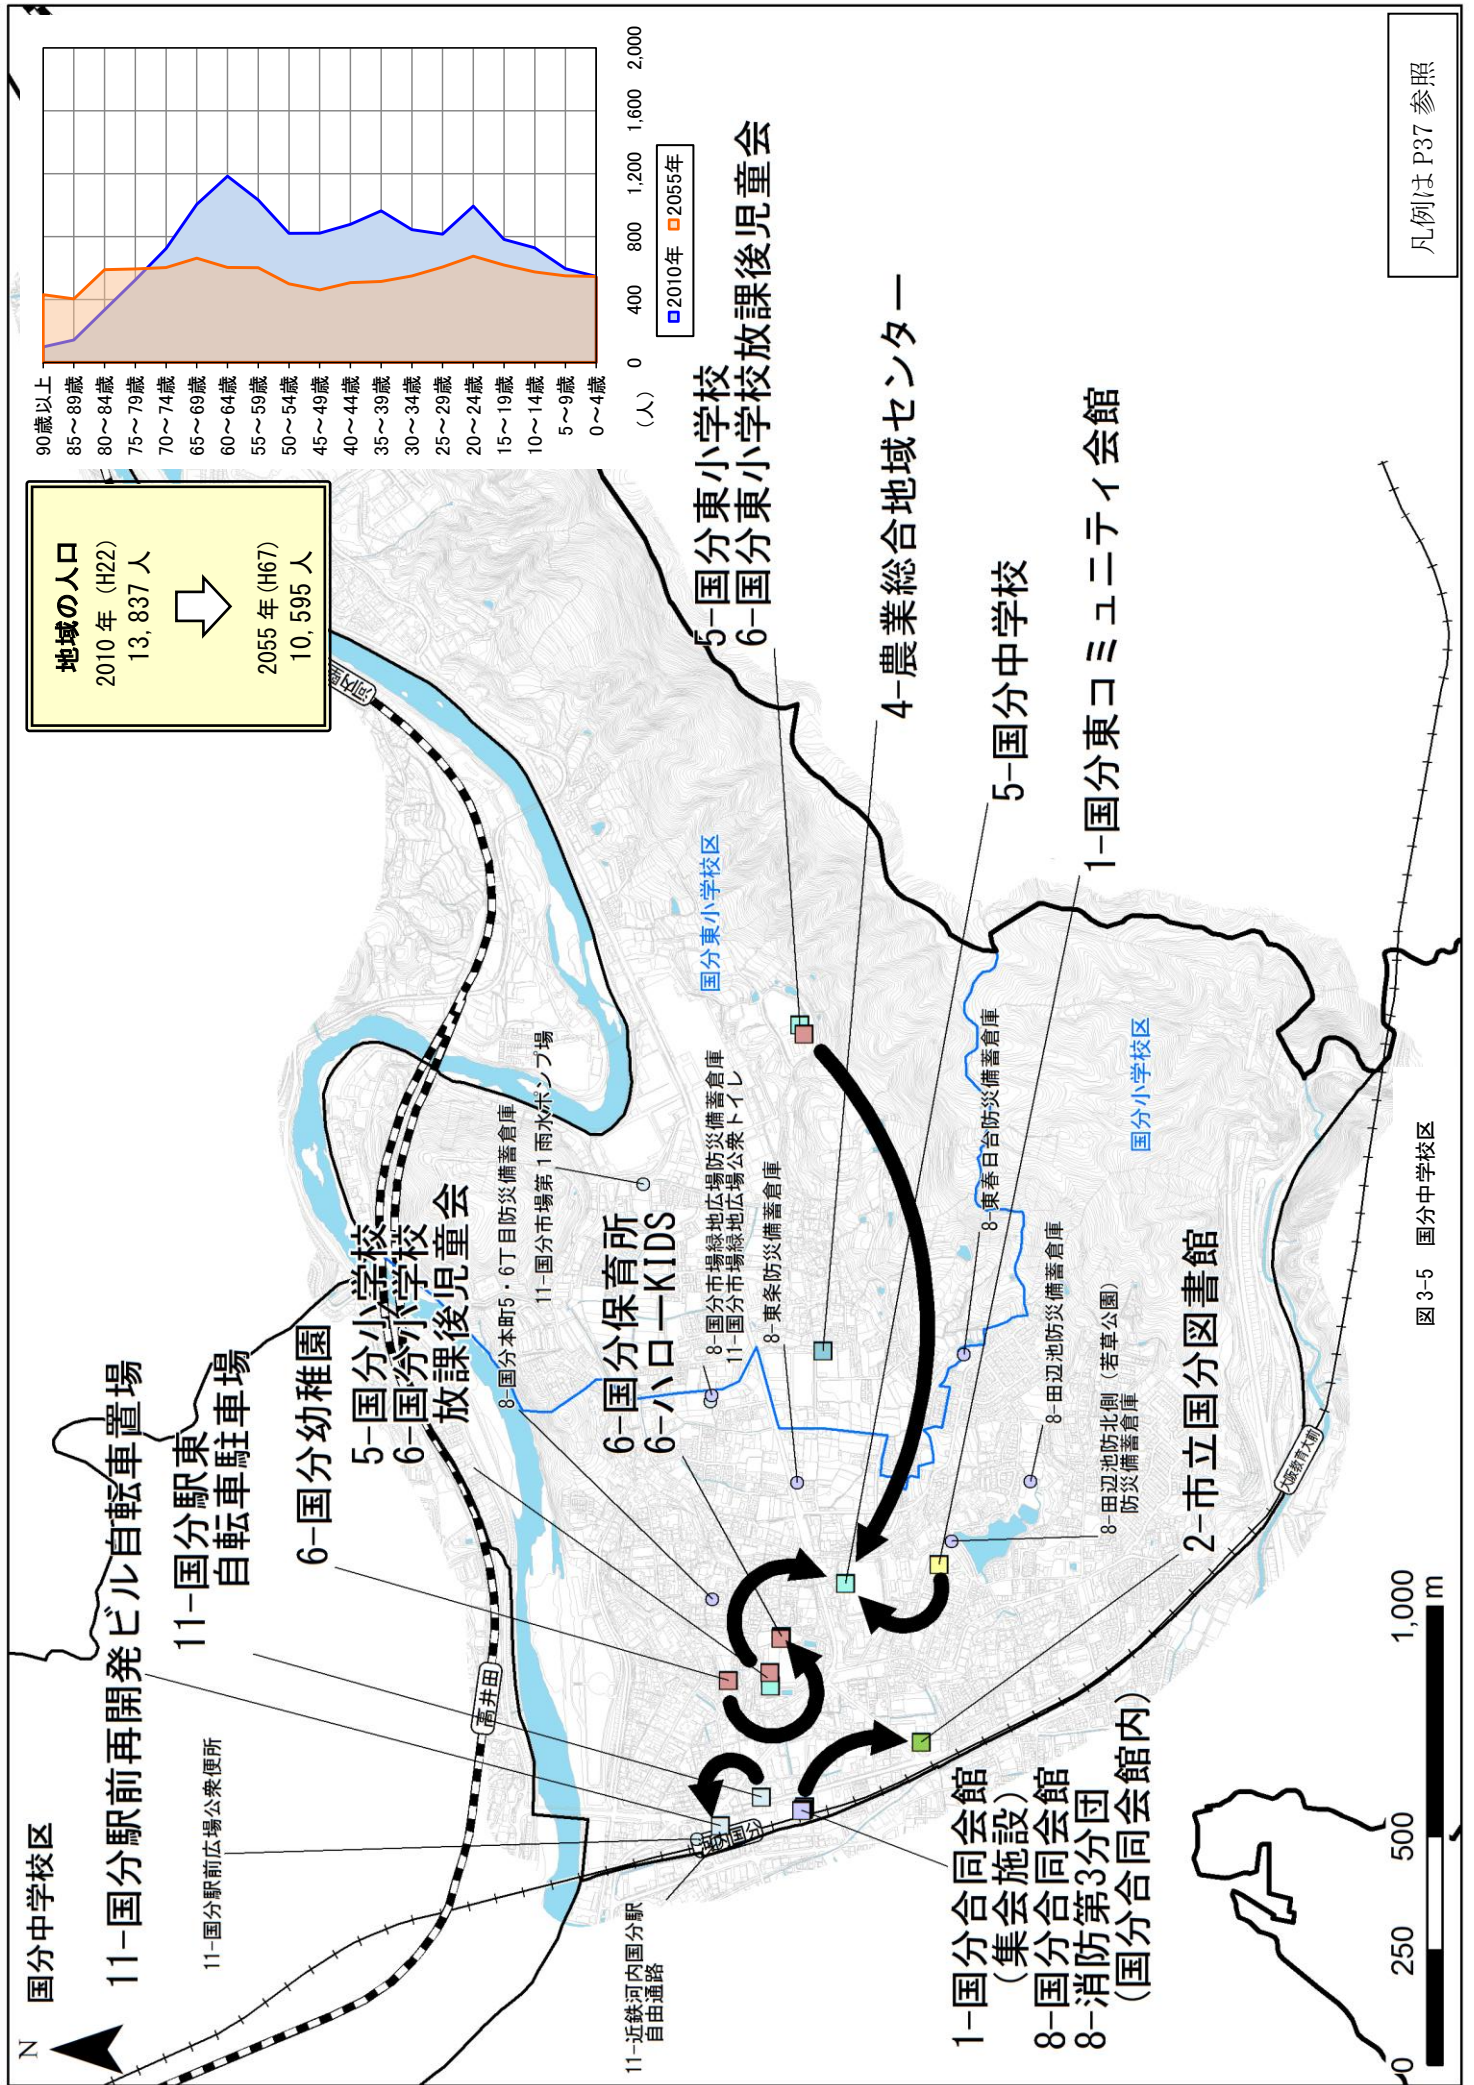 国分中学校区
N
11-国分駅前再開発ビル自転車置場
11-国分駅東
自転車駐車場
6-国分幼稚園
5-国分小学校
6-国分小学校
放課後児童会
11-国分駅前広場公衆便所
高井田
8-国分本町5・6丁目防災備蓄倉庫
11-国分市場第1雨水ポンプ場
6-国分保育所
6-ハローKIDS
8-国分市場緑地広場防災備蓄倉庫
11-国分市場緑地広場公衆トイレ
8-東条防災備蓄倉庫
11-近鉄河内国分駅
自由通路
河内国分
地域の人口
2010年 (H22)
13,837人
2055年(H67)
10,595人
90歳以上
85～89歳
80～84歳
75～79歳
70～74歳
65～69歳
60～64歳
55～59歳
50～54歳
45～49歳
40～44歳
35～39歳
30～34歳
25～29歳
20～24歳
15～19歳
10～14歳
5～9歳
0～4歳
(人)
0
400
800
1,200
1,600
2,000
2010年
2055年
国分東小学校区
5-国分東小学校
6-国分東小学校放課後児童会
4-農業総合地域センター
5-国分中学校
1-国分東コミュニティ会館
8-東春日台防災備蓄倉庫
国分小学校区
8-田辺池防災備蓄倉庫
8-田辺池防北側（若草公園）
防災備蓄倉庫
2-市立国分図書館
大阪教育大前
1-国分合同会館
（集会施設）
8-国分合同会館
8-消防第3分団
（国分合同会館内）
0
250
500
1,000
m
図3-5 国分中学校区
凡例はP37参照